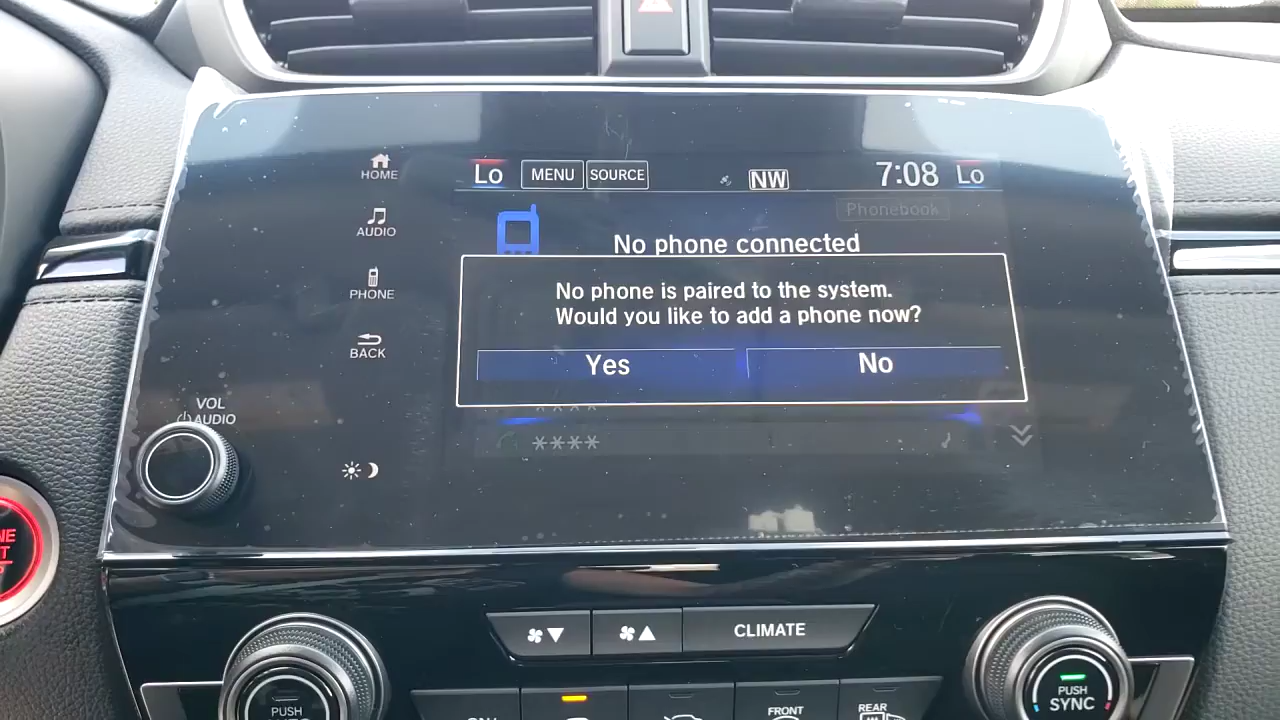 HOME
AUDIO
PHONE
BACK
VOL
AUDIO
Lo MENU SOURCE NW 7:08 Lo
Phonebook
No phone connected
No phone is paired to the system.
Would you like to add a phone now?
Yes No
****
****
CLIMATE
PUSH
PUSH
SYNC
FRONT
REAR